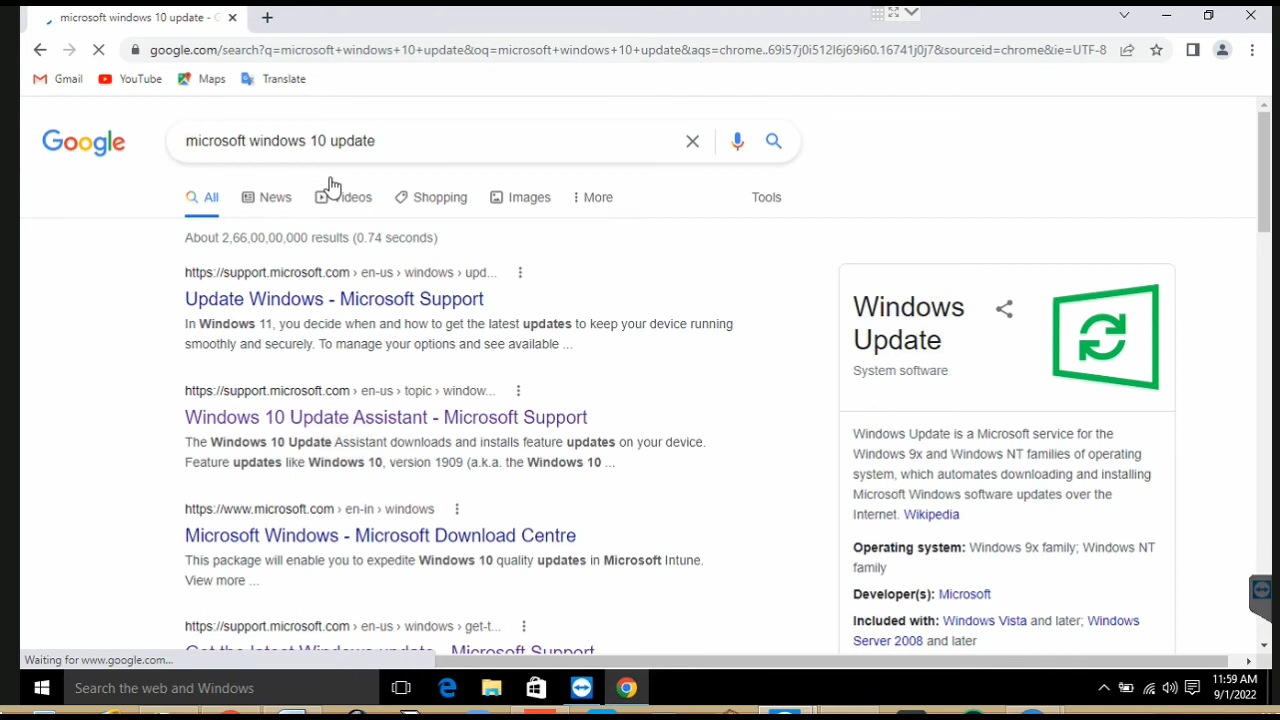 microsoft windows 10 update - G
google.com/search?q=microsoft+windows+10+update&oq=microsoft+windows+10+update&aqs=chrome..69i57j0i512l6j69i60.16741j0j7&sourceid=chrome&ie=UTF-8
Gmail YouTube Maps Translate
Google
microsoft windows 10 update
All News Videos Shopping Images More Tools
About 2,66,00,00,000 results (0.74 seconds)
https://support.microsoft.com › en-us › windows › upd...
Update Windows - Microsoft Support
In Windows 11, you decide when and how to get the latest updates to keep your device running
smoothly and securely. To manage your options and see available ...
https://support.microsoft.com › en-us › topic › window...
Windows 10 Update Assistant - Microsoft Support
The Windows 10 Update Assistant downloads and installs feature updates on your device.
Feature updates like Windows 10, version 1909 (a.k.a. the Windows 10 ...
https://www.microsoft.com › en-in › windows
Microsoft Windows - Microsoft Download Centre
This package will enable you to expedite Windows 10 quality updates in Microsoft Intune.
View more ...
https://support.microsoft.com › en-us › windows › get-t...
Get the latest Windows update - Microsoft Support
Windows
Update
System software
Windows Update is a Microsoft service for the
Windows 9x and Windows NT families of operating
system, which automates downloading and installing
Microsoft Windows software updates over the
Internet. Wikipedia
Operating system: Windows 9x family; Windows NT
family
Developer(s): Microsoft
Included with: Windows Vista and later; Windows
Server 2008 and later
Waiting for www.google.com...
Search the web and Windows
11:59 AM
9/1/2022